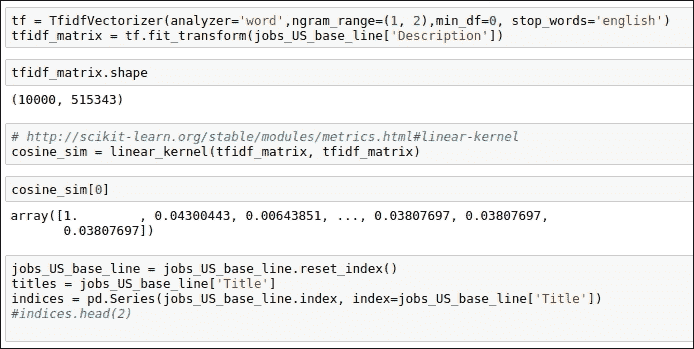 tf = TfidfVectorizer(analyzer='word',ngram_range=(1, 2),min_df=0, stop_words='english')
tfidf_matrix = tf.fit_transform(jobs_US_base_line['Description'])
tfidf_matrix.shape
(10000, 515343)
# http://scikit-learn.org/stable/modules/metrics.html#linear-kernel
cosine_sim = linear_kernel(tfidf_matrix, tfidf_matrix)
cosine_sim[0]
array([1.        , 0.04300443, 0.00643851, ..., 0.03807697, 0.03807697,
       0.03807697])
jobs_US_base_line = jobs_US_base_line.reset_index()
titles = jobs_US_base_line['Title']
indices = pd.Series(jobs_US_base_line.index, index=jobs_US_base_line['Title'])
#indices.head(2)